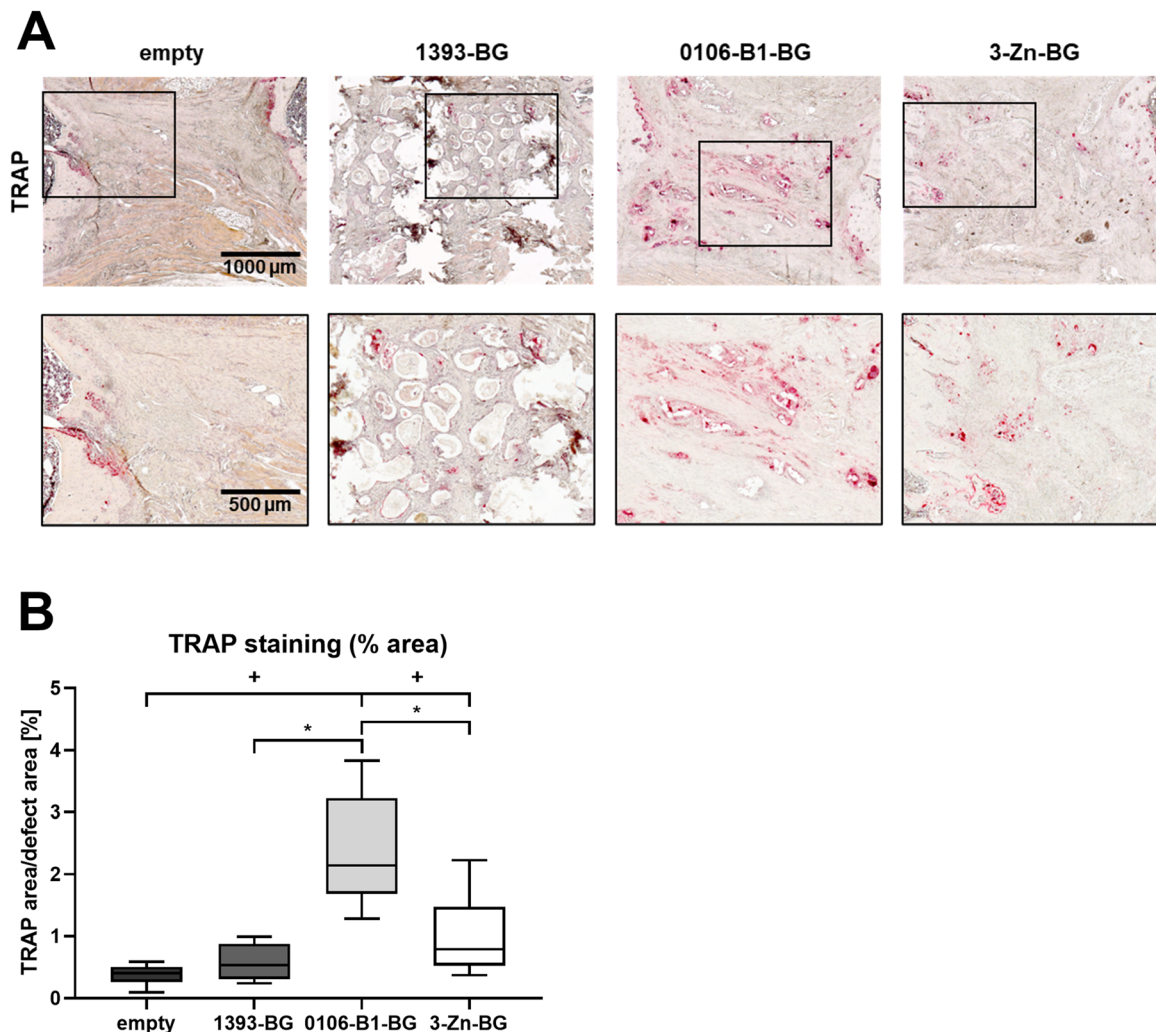 A
empty 1393-BG 0106-B1-BG 3-Zn-BG
TRAP
1000 µm
500 µm
B
TRAP staining (% area)
+ +
* *
TRAP area/defect area [%]
5
4
3
2
1
0
empty 1393-BG 0106-B1-BG 3-Zn-BG